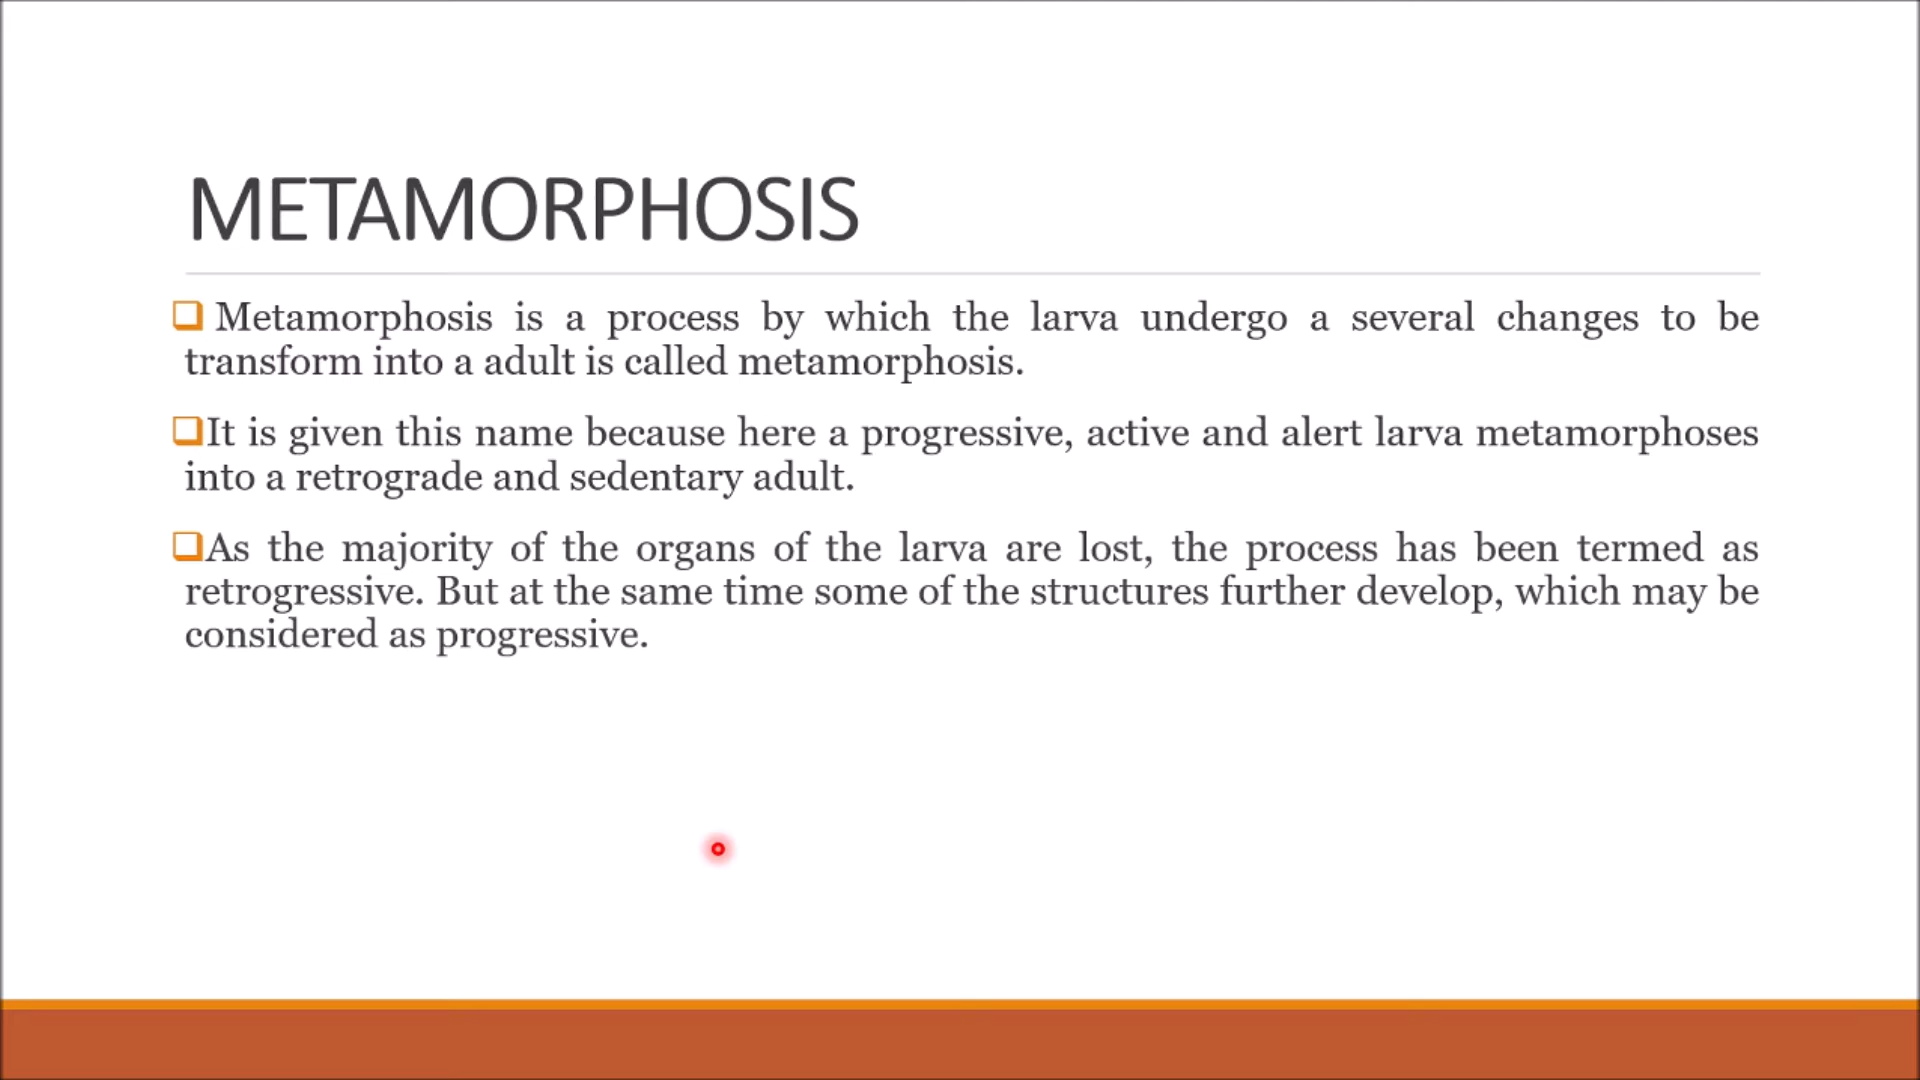 METAMORPHOSIS
Metamorphosis is a process by which the larva undergo a several changes to be
transform into a adult is called metamorphosis.
It is given this name because here a progressive, active and alert larva metamorphoses
into a retrograde and sedentary adult.
As the majority of the organs of the larva are lost, the process has been termed as
retrogressive. But at the same time some of the structures further develop, which may be
considered as progressive.